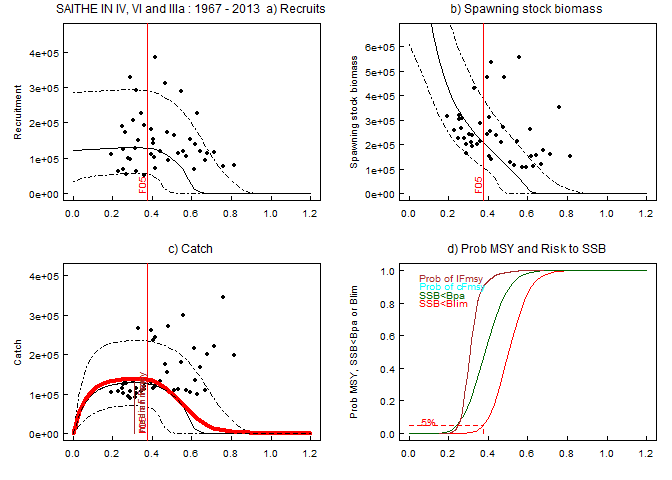 SAITHE IN IV, VI and IIIa : 1967 - 2013 a) Recruits
b) Spawning stock biomass
Recruitment
4e+05
3e+05
2e+05
1e+05
0e+00
F05
0.0 0.2 0.4 0.6 0.8 1.0 1.2
Spawning stock biomass
6e+05
5e+05
4e+05
3e+05
2e+05
1e+05
0e+00
F05
0.0 0.2 0.4 0.6 0.8 1.0 1.2
c) Catch
d) Prob MSY and Risk to SSB
Catch
4e+05
3e+05
2e+05
1e+05
0e+00
0.0 0.2 0.4 0.6 0.8 1.0 1.2
Prob MSY, SSB<Bpa or Blim
1.0
0.8
0.6
0.4
0.2
0.0
Prob of lFmsy
Prob of cFmsy
SSB<Bpa
SSB<Blim
5%
0.0 0.2 0.4 0.6 0.8 1.0 1.2